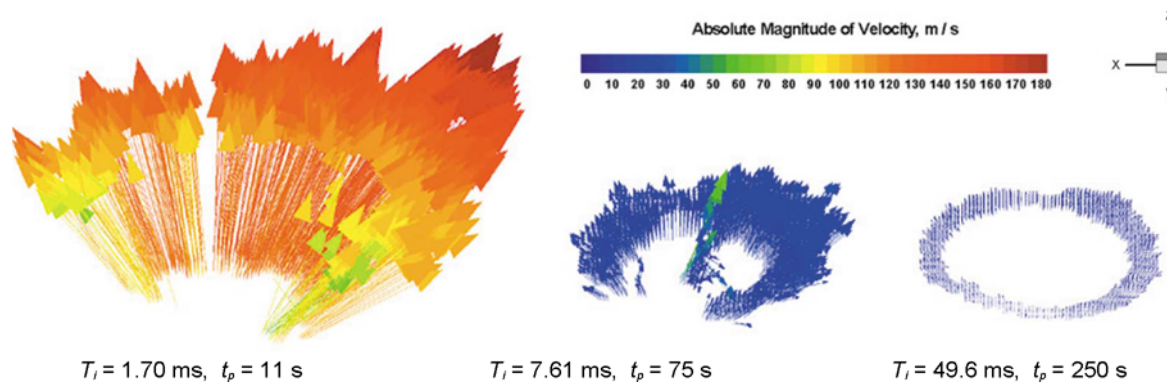 Absolute Magnitude of Velocity, m / s
X
0 10 20 30 40 50 60 70 80 90 100 110 120 130 140 150 160 170 180
T_i = 1.70 ms, t_p = 11 s
T_i = 7.61 ms, t_p = 75 s
T_i = 49.6 ms, t_p = 250 s